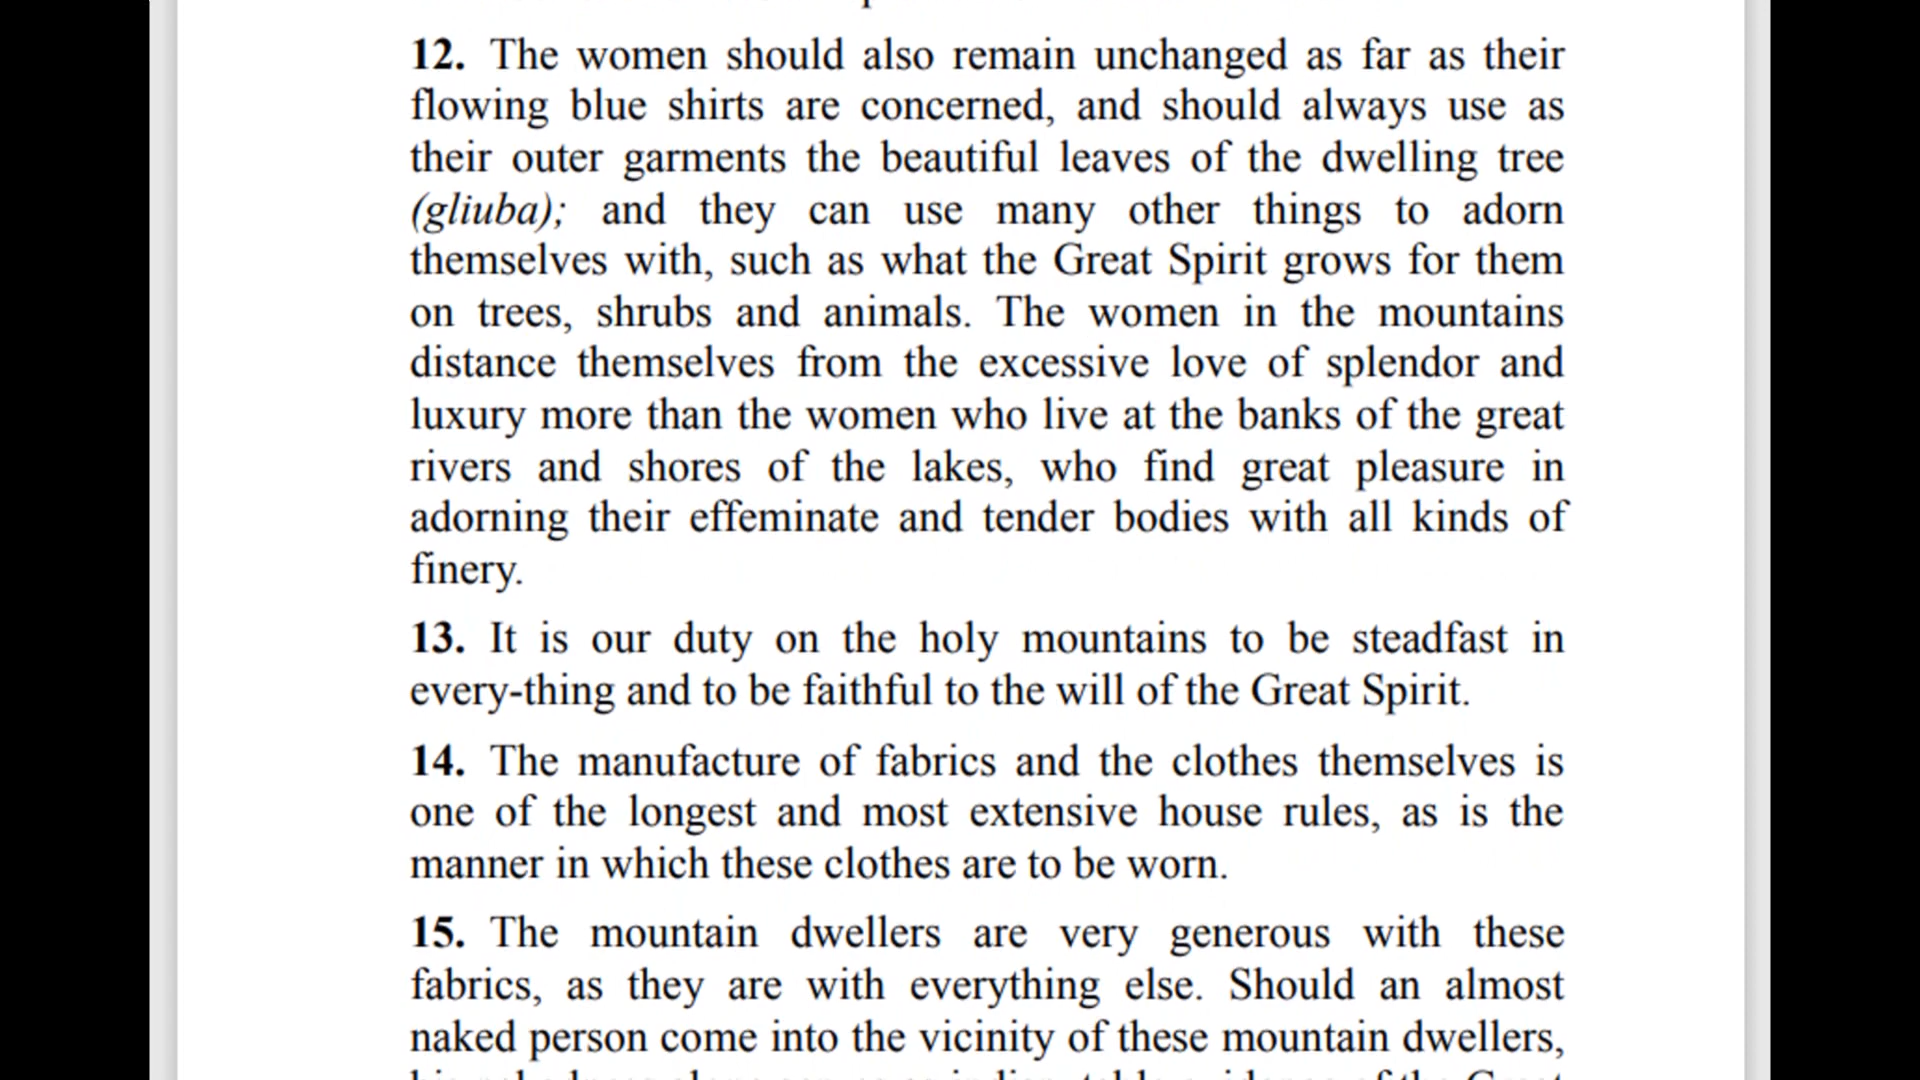 12. The women should also remain unchanged as far as their
flowing blue shirts are concerned, and should always use as
their outer garments the beautiful leaves of the dwelling tree
(gliuba); and they can use many other things to adorn
themselves with, such as what the Great Spirit grows for them
on trees, shrubs and animals. The women in the mountains
distance themselves from the excessive love of splendor and
luxury more than the women who live at the banks of the great
rivers and shores of the lakes, who find great pleasure in
adorning their effeminate and tender bodies with all kinds of
finery.
13. It is our duty on the holy mountains to be steadfast in
every-thing and to be faithful to the will of the Great Spirit.
14. The manufacture of fabrics and the clothes themselves is
one of the longest and most extensive house rules, as is the
manner in which these clothes are to be worn.
15. The mountain dwellers are very generous with these
fabrics, as they are with everything else. Should an almost
naked person come into the vicinity of these mountain dwellers,